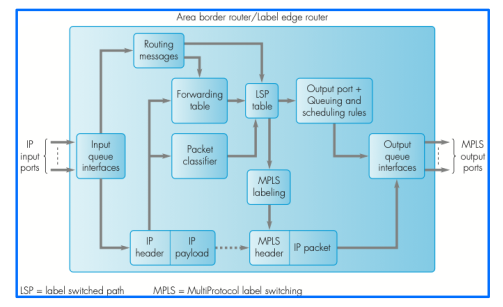 Area border router/Label edge router
Routing
messages
Forwarding
table
LSP
table
Output port +
Queuing and
scheduling rules
IP
input
ports
Input
queue
interfaces
Packet
classifier
Output
queue
interfaces
MPLS
output
ports
MPLS
labeling
IP
header
IP
payload
MPLS
header
IP packet
LSP = label switched path
MPLS = MultiProtocol label switching